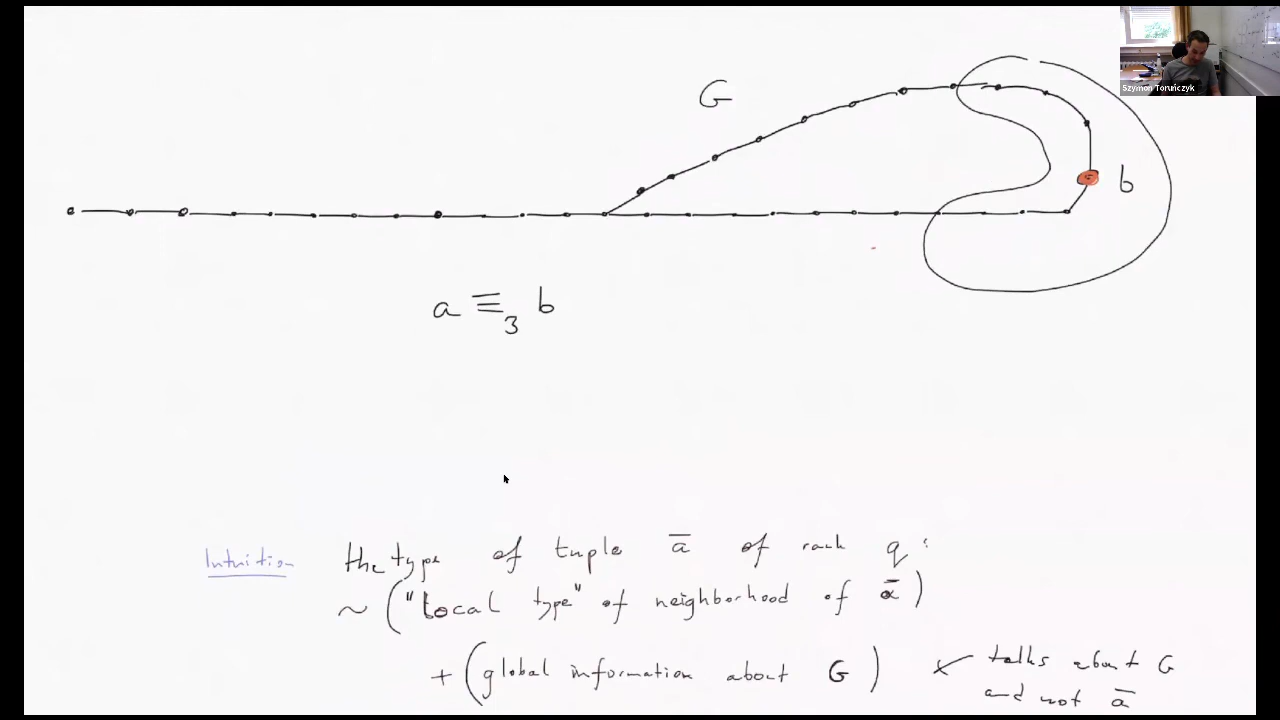 Szymon Toruńczyk
G
b
a ≡₃ b
Intuition the type of tuple ā of rank q :
~ ("local type" of neighborhood of ā)
+ (global information about G) ← talks about G
and not ā